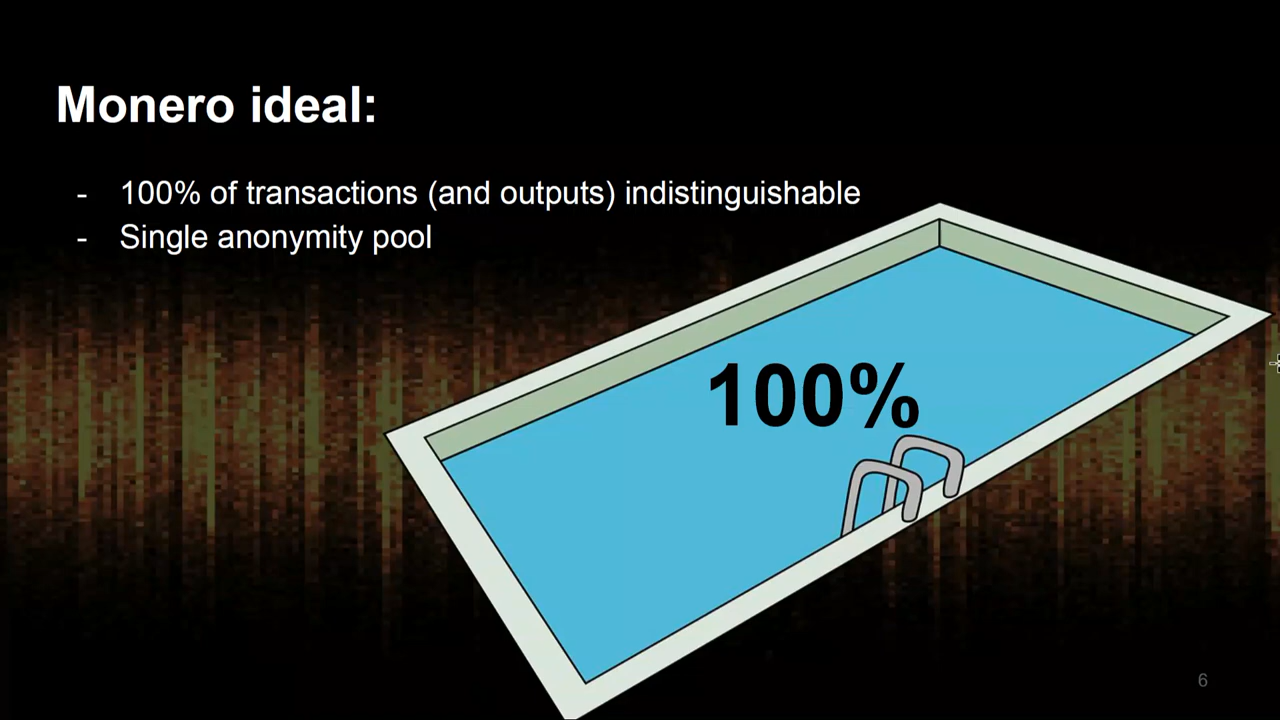 Monero ideal:
- 100% of transactions (and outputs) indistinguishable
- Single anonymity pool
100%
6